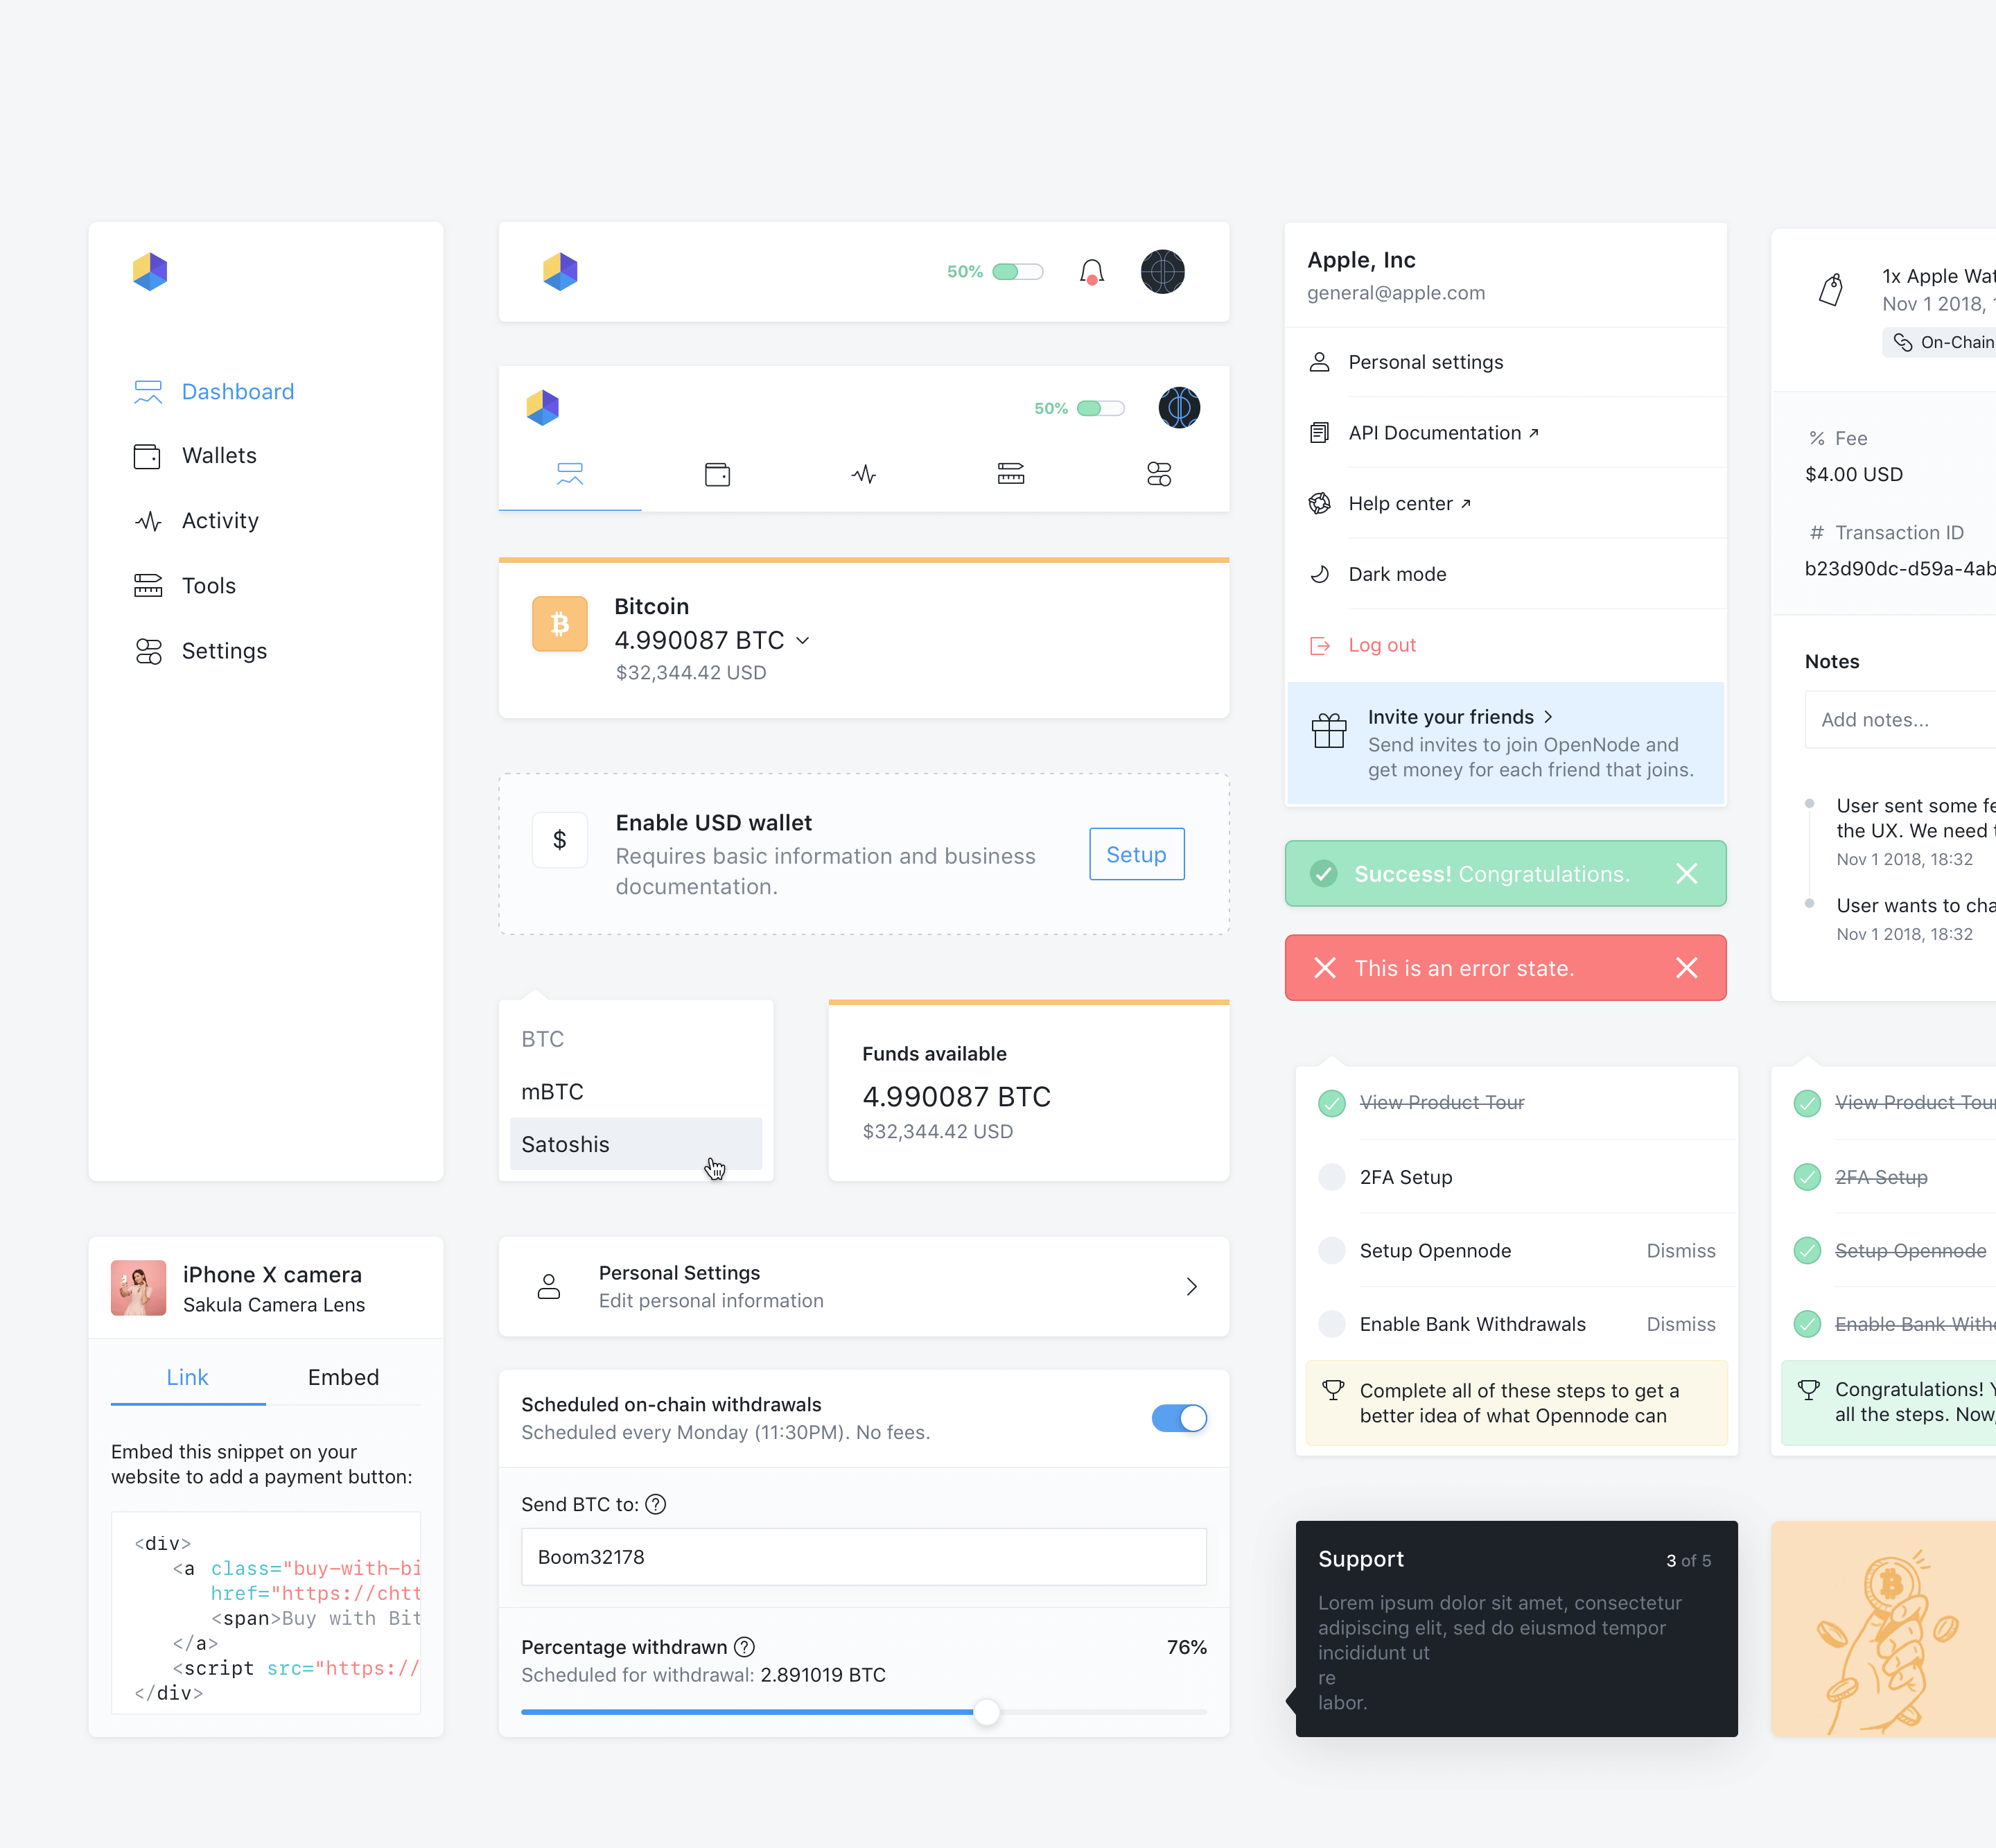 Dashboard
Wallets
Activity
Tools
Settings
iPhone X camera
Sakula Camera Lens
Link Embed
Embed this snippet on your
website to add a payment button:
<div>
<a class="buy-with-bi
href="https://chtt
<span>Buy with Bit
</a>
<script src="https://
</div>
50%
50%
Bitcoin
4.990087 BTC
$32,344.42 USD
$
Enable USD wallet
Requires basic information and business
documentation.
Setup
BTC
mBTC
Satoshis
Funds available
4.990087 BTC
$32,344.42 USD
Personal Settings
Edit personal information
Scheduled on-chain withdrawals
Scheduled every Monday (11:30PM). No fees.
Send BTC to: ?
Boom32178
Percentage withdrawn ? 76%
Scheduled for withdrawal: 2.891019 BTC
Apple, Inc
general@apple.com
Personal settings
API Documentation ↗
Help center ↗
Dark mode
Log out
Invite your friends >
Send invites to join OpenNode and
get money for each friend that joins.
Success! Congratulations.
This is an error state.
View Product Tour
2FA Setup
Setup Opennode Dismiss
Enable Bank Withdrawals Dismiss
Complete all of these steps to get a
better idea of what Opennode can
Support 3 of 5
Lorem ipsum dolor sit amet, consectetur
adipiscing elit, sed do eiusmod tempor
incididunt ut
re
labor.
1x Apple Wat
Nov 1 2018,
On-Chain
% Fee
$4.00 USD
# Transaction ID
b23d90dc-d59a-4ab
Notes
Add notes...
User sent some fe
the UX. We need t
Nov 1 2018, 18:32
User wants to cha
Nov 1 2018, 18:32
View Product Tour
2FA Setup
Setup Opennode
Enable Bank With
Congratulations! Y
all the steps. Now,